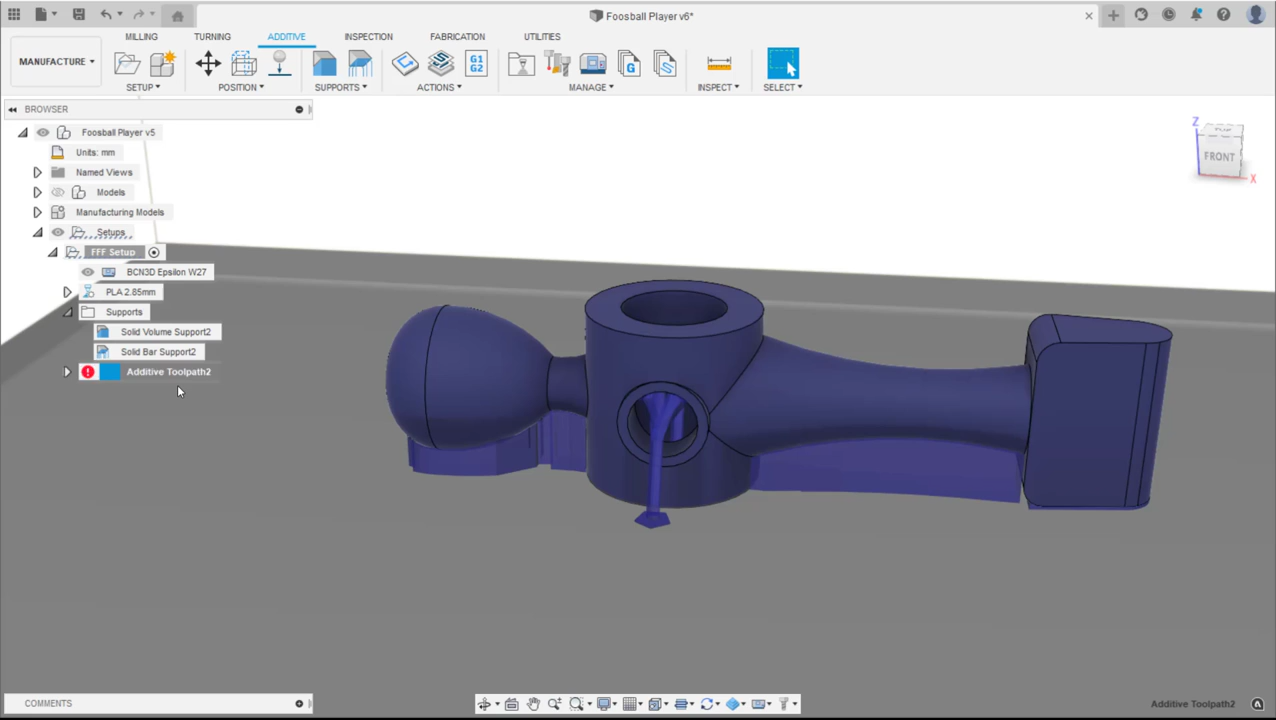 Foosball Player v6*
MANUFACTURE
MILLING
TURNING
ADDITIVE
INSPECTION
FABRICATION
UTILITIES
G1
G2
G
SETUP
POSITION
SUPPORTS
ACTIONS
MANAGE
INSPECT
SELECT
BROWSER
Foosball Player v5
Units: mm
Named Views
Models
Manufacturing Models
Setups
FFF Setup
BCN3D Epsilon W27
PLA 2.85mm
Supports
Solid Volume Support2
Solid Bar Support2
Additive Toolpath2
Z
TOP
FRONT
X
COMMENTS
Additive Toolpath2